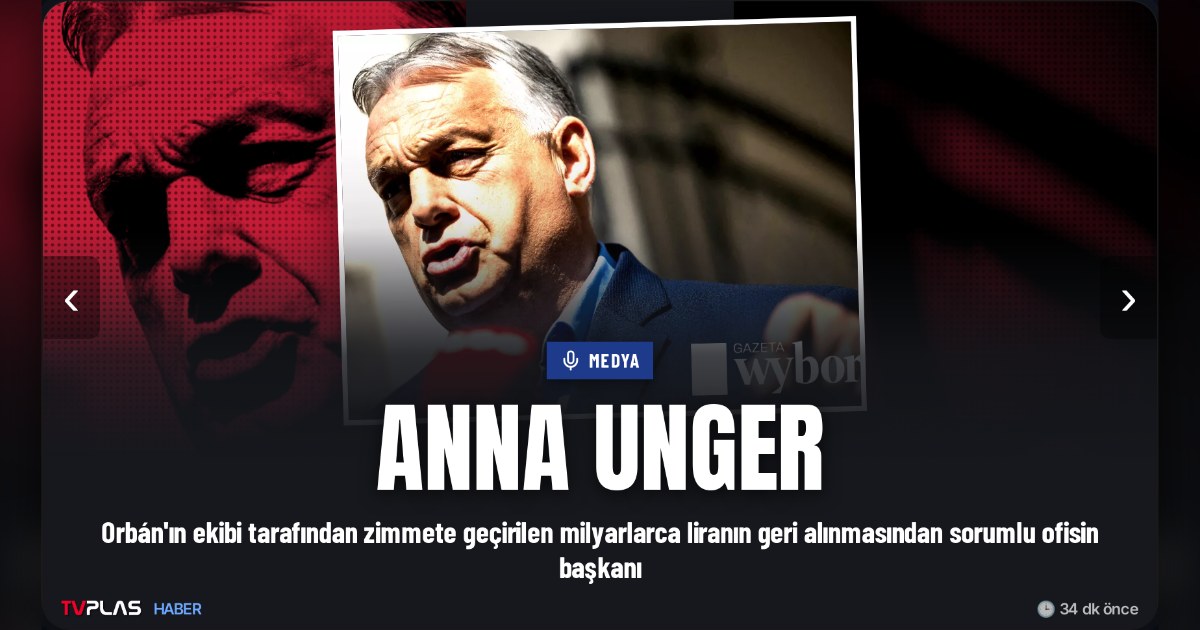 GAZETA
wybor
MEDYA
ANNA UNGER
Orbán'ın ekibi tarafından zimmete geçirilen milyarlarca liranın geri alınmasından sorumlu ofisin
başkanı
TVPLAS HABER
34 dk önce